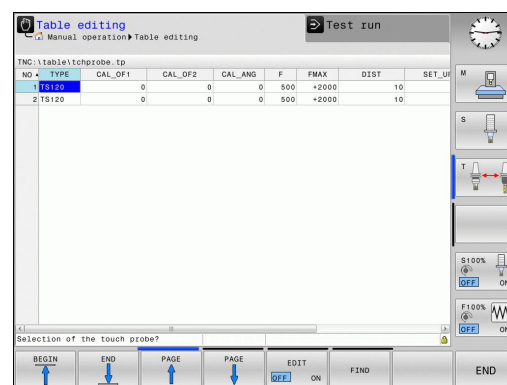 Table editing
Manual operation▶Table editing
Test run
TNC:\table\tchprobe.tp
NO TYPE CAL_OF1 CAL_OF2 CAL_ANG F FMAX DIST SET_U
1 TS120 0 0 0 500 +2000 10
2 TS120 0 0 0 500 +2000 10
M
S
T
S100%
OFF ON
F100%
OFF ON
Selection of the touch probe?
BEGIN
END
PAGE
PAGE
EDIT
OFF ON
FIND
END